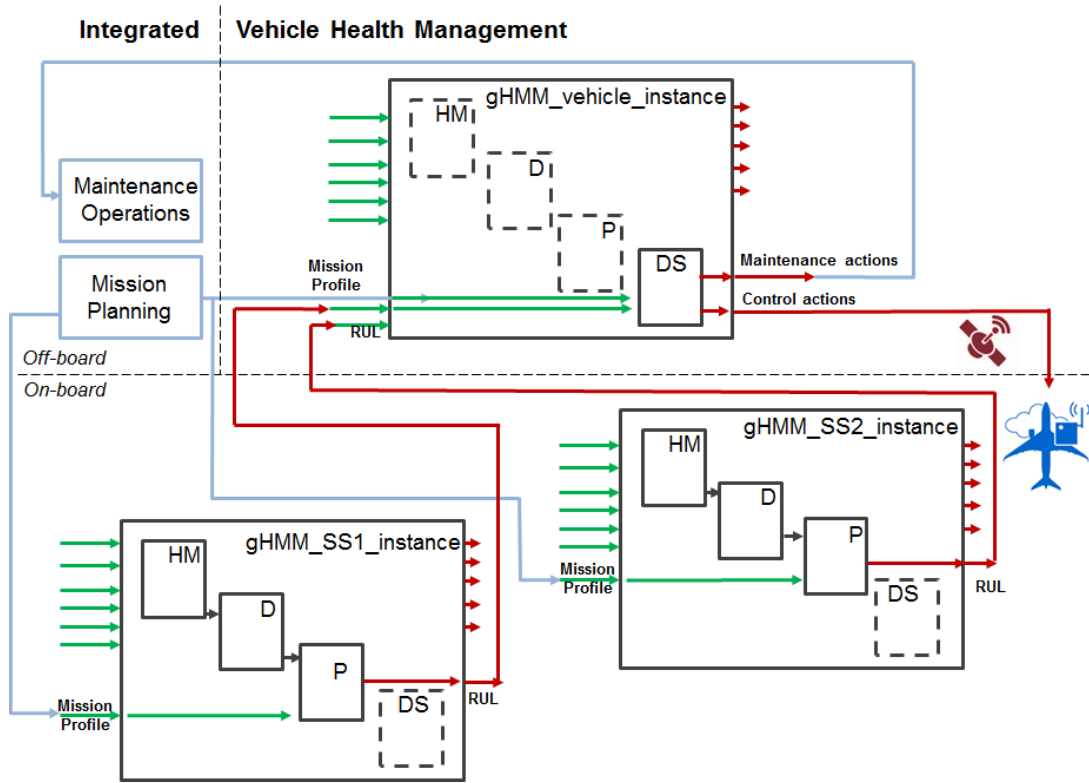 Integrated
Vehicle Health Management
gHMM_vehicle_instance
HM
D
P
DS
Maintenance
Operations
Mission
Planning
Mission
Profile
RUL
Maintenance actions
Control actions
Off-board
On-board
gHMM_SS2_instance
HM
D
P
DS
Mission
Profile
RUL
gHMM_SS1_instance
HM
D
P
DS
Mission
Profile
RUL